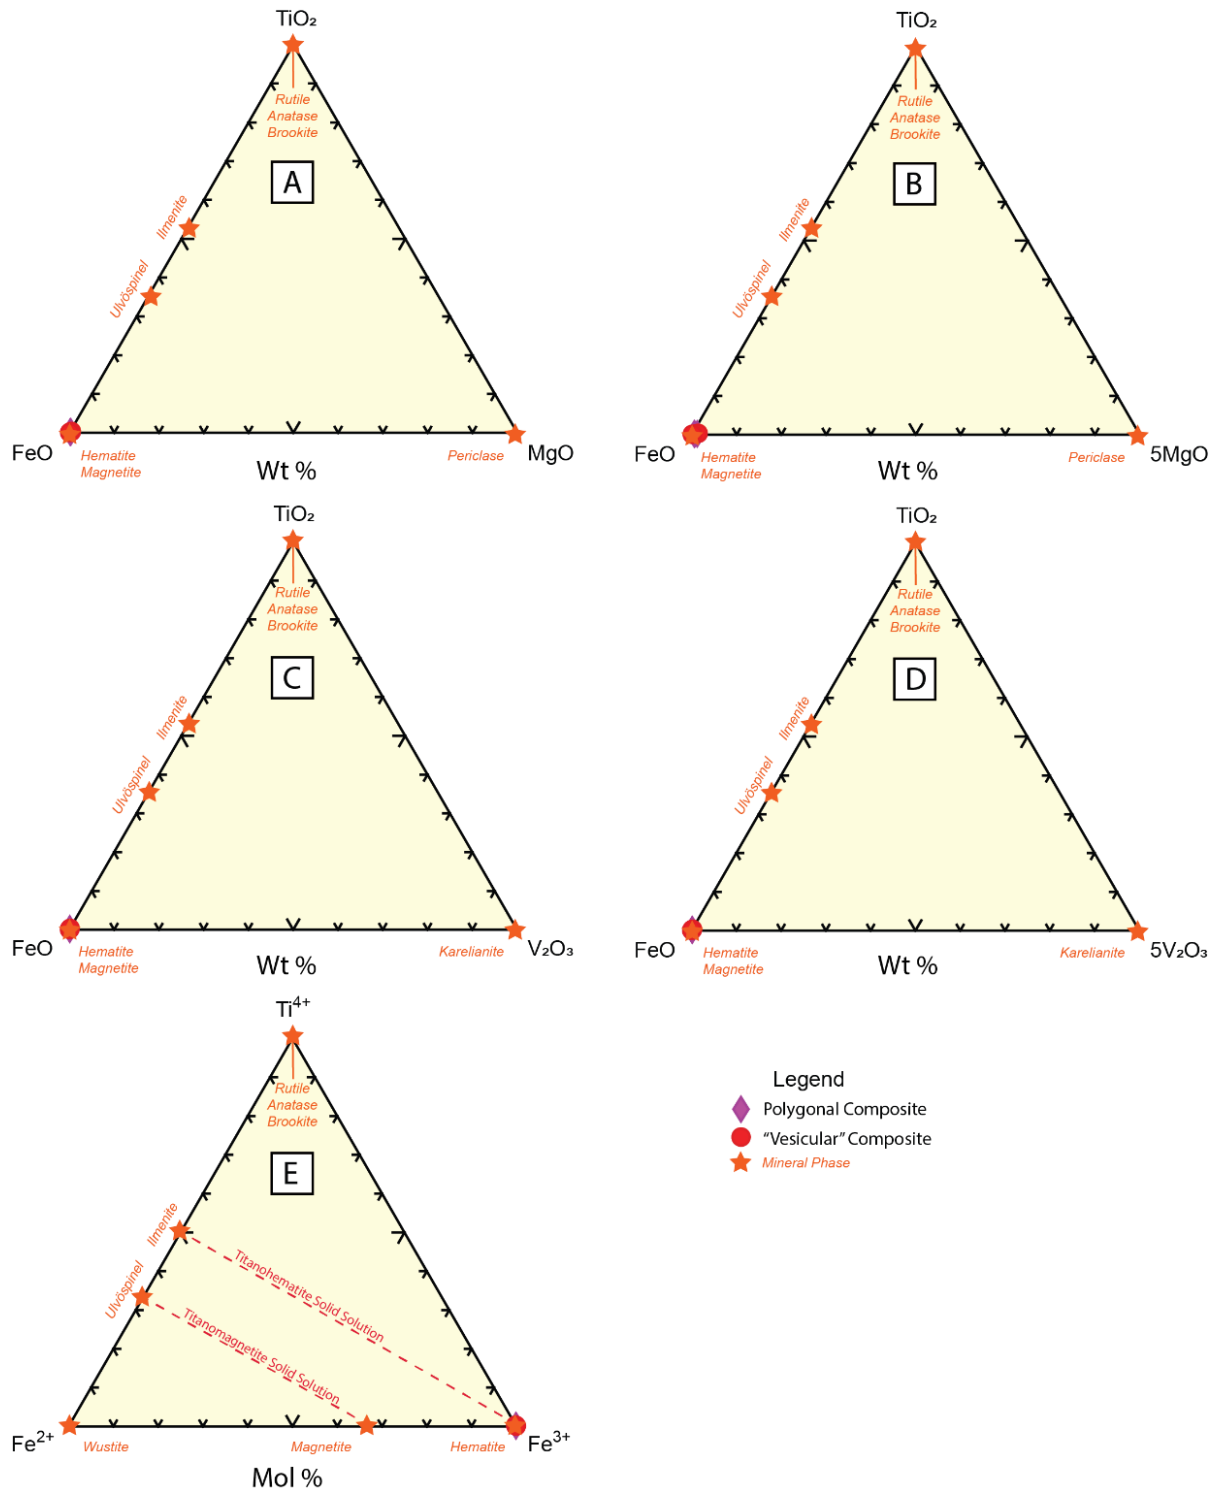 TiO₂
Rutile
Anatase
Brookite
A
Ilmenite
Ulvöspinel
FeO
Hematite
Magnetite
Periclase
MgO
Wt %
TiO₂
Rutile
Anatase
Brookite
B
Ilmenite
Ulvöspinel
FeO
Hematite
Magnetite
Periclase
5MgO
Wt %
TiO₂
Rutile
Anatase
Brookite
C
Ilmenite
Ulvöspinel
FeO
Hematite
Magnetite
Karelianite
V₂O₃
Wt %
TiO₂
Rutile
Anatase
Brookite
D
Ilmenite
Ulvöspinel
FeO
Hematite
Magnetite
Karelianite
5V₂O₃
Wt %
Ti⁴⁺
Rutile
Anatase
Brookite
E
Ilmenite
Titanohematite Solid Solution
Ulvöspinel
Titanomagnetite Solid Solution
Fe²⁺
Wustite
Magnetite
Hematite
Fe³⁺
Mol %
Legend
Polygonal Composite
“Vesicular” Composite
Mineral Phase